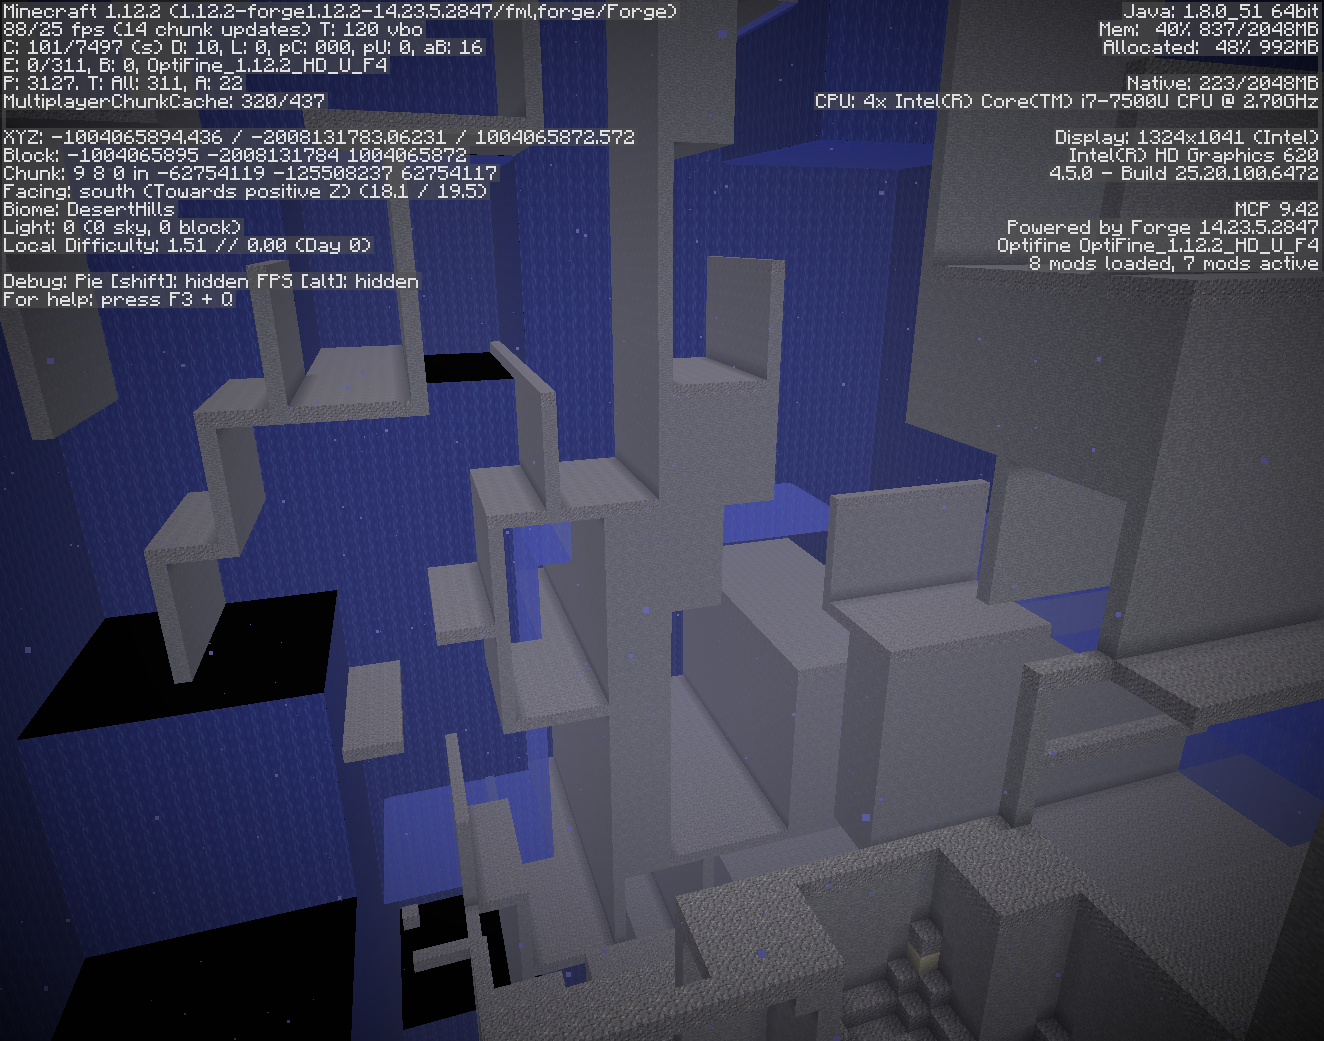 Minecraft 1.12.2 (1.12.2-forge1.12.2-14.23.5.2847/fml,forge/Forge)
88/25 fps (14 chunk updates) T: 120 vbo
C: 101/7497 (s) D: 10, L: 0, pC: 000, pU: 0, aB: 16
E: 0/311, B: 0, OptiFine_1.12.2_HD_U_F4
P: 3127. T: All: 311, A: 22
MultiplayerChunkCache: 320/437
XYZ: -1004065894.436 / -2008131783.06231 / 1004065872.572
Block: -1004065895 -2008131784 1004065872
Chunk: 9 8 0 in -62754119 -125508237 62754117
Facing: south (Towards positive Z) (18.1 / 19.5)
Biome: DesertHills
Light: 0 (0 sky, 0 block)
Local Difficulty: 1.51 // 0.00 (Day 0)
Debug: Pie [shift]: hidden FPS [alt]: hidden
For help: press F3 + Q
Java: 1.8.0_51 64bit
Mem: 40% 837/2048MB
Allocated: 48% 992MB
Native: 223/2048MB
CPU: 4x Intel(R) Core(TM) i7-7500U CPU @ 2.70GHz
Display: 1324x1041 (Intel)
Intel(R) HD Graphics 620
4.5.0 - Build 25.20.100.6472
MCP 9.42
Powered by Forge 14.23.5.2847
Optifine OptiFine_1.12.2_HD_U_F4
8 mods loaded, 7 mods active